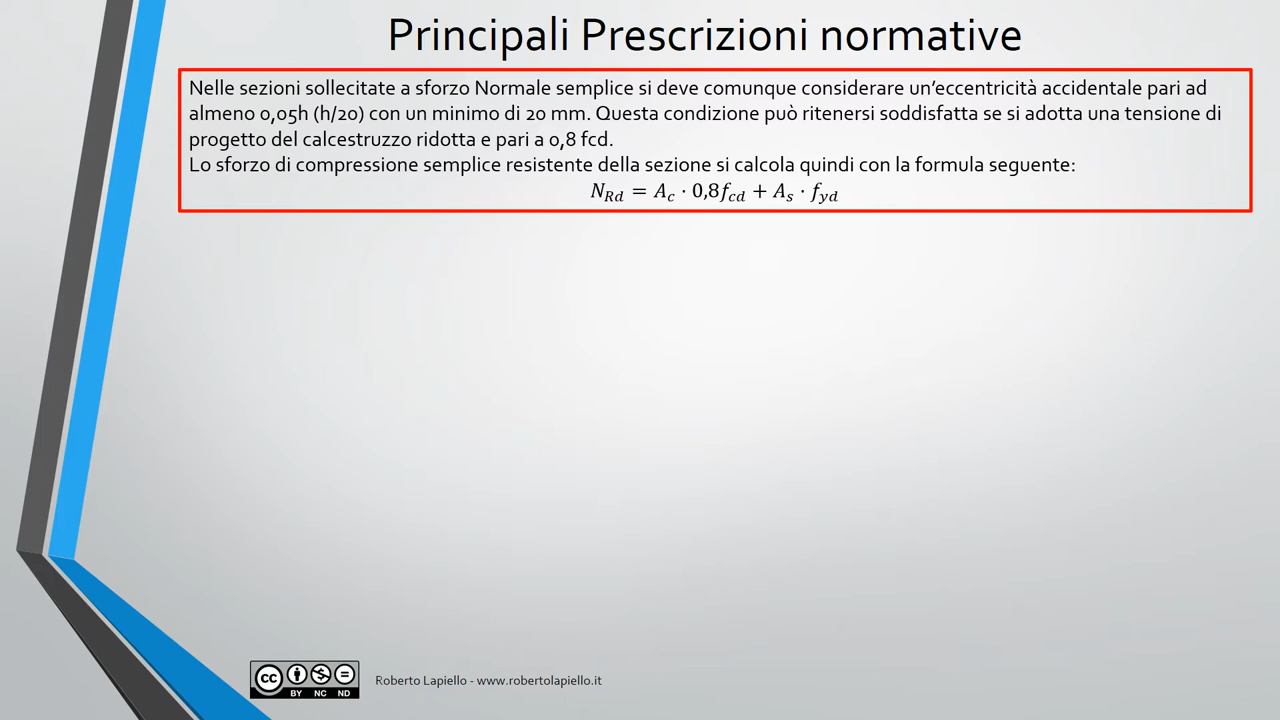 Principali Prescrizioni normative
Nelle sezioni sollecitate a sforzo Normale semplice si deve comunque considerare un'eccentricità accidentale pari ad
almeno 0,05h (h/20) con un minimo di 20 mm. Questa condizione può ritenersi soddisfatta se si adotta una tensione di
progetto del calcestruzzo ridotta e pari a 0,8 fcd.
Lo sforzo di compressione semplice resistente della sezione si calcola quindi con la formula seguente:
N_Rd = A_c · 0,8f_cd + A_s · f_yd
cc BY NC ND
Roberto Lapiello - www.robertolapiello.it